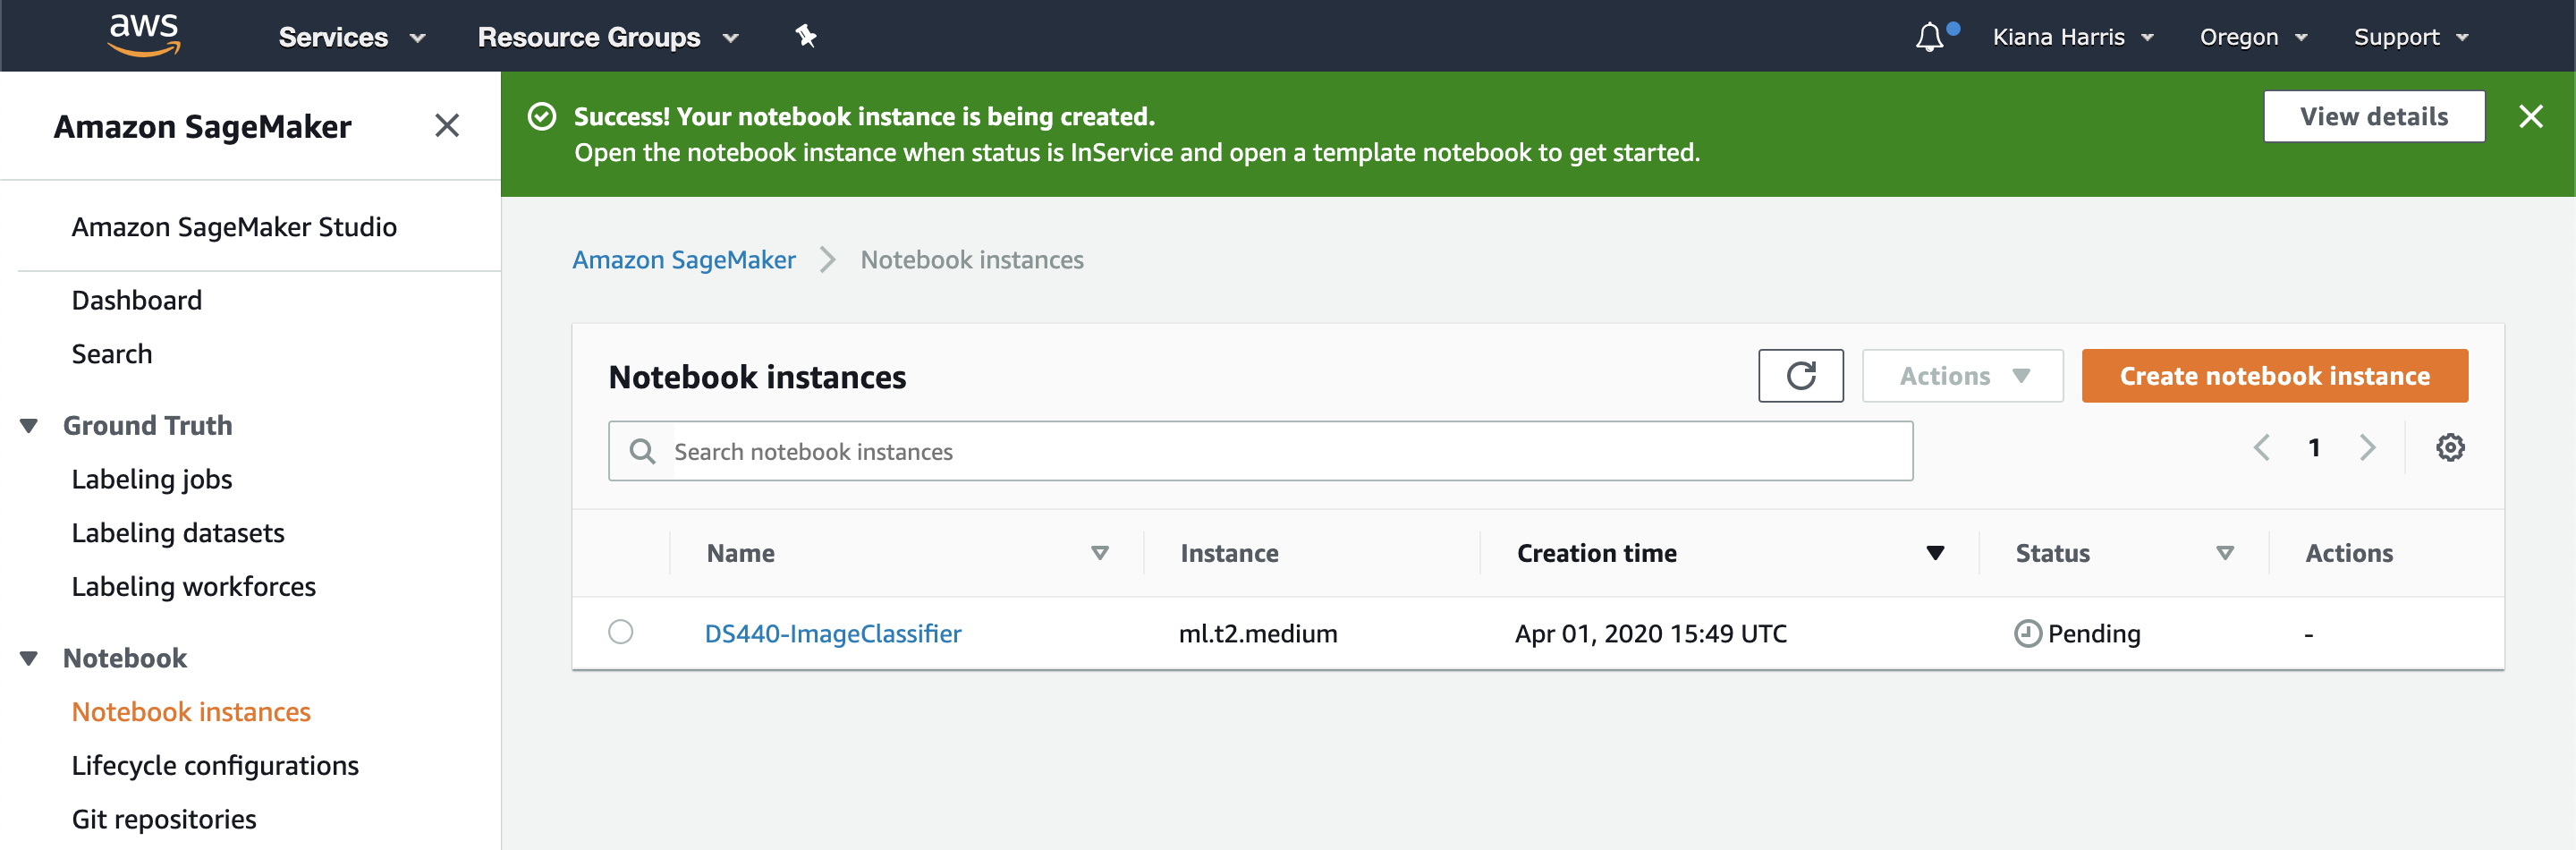 aws Services Resource Groups Kiana Harris Oregon Support
Amazon SageMaker
Amazon SageMaker Studio
Dashboard
Search
Ground Truth
Labeling jobs
Labeling datasets
Labeling workforces
Notebook
Notebook instances
Lifecycle configurations
Git repositories
Success! Your notebook instance is being created.
Open the notebook instance when status is InService and open a template notebook to get started.
View details
Amazon SageMaker Notebook instances
Notebook instances
Actions Create notebook instance
Search notebook instances
1
Name Instance Creation time Status Actions
DS440-ImageClassifier ml.t2.medium Apr 01, 2020 15:49 UTC Pending -